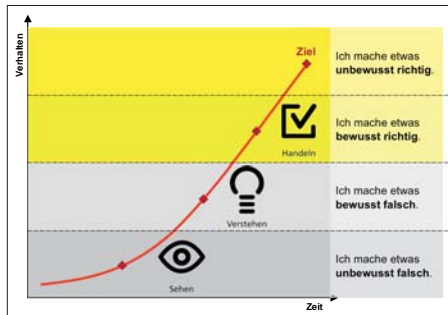 Verhalten
Ziel
Ich mache etwas
unbewusst richtig.
Ich mache etwas
bewusst richtig.
Handeln
Ich mache etwas
bewusst falsch.
Verstehen
Ich mache etwas
unbewusst falsch.
Sehen
Zeit